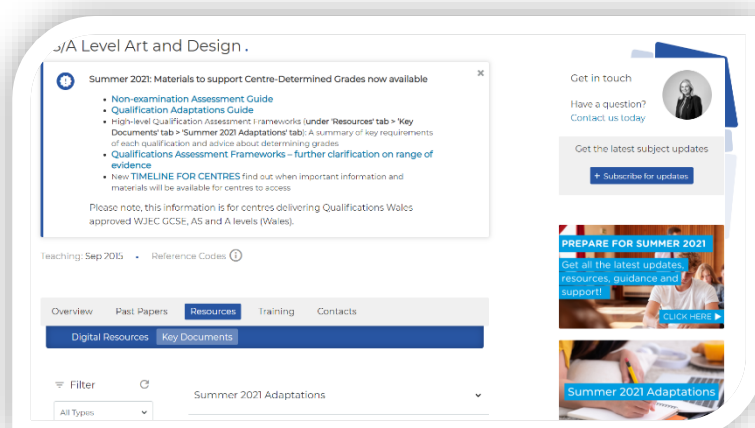 S/A Level Art and Design .
Summer 2021: Materials to support Centre-Determined Grades now available
×
• Non-examination Assessment Guide
• Qualification Adaptations Guide
• High-level Qualification Assessment Frameworks (under 'Resources' tab > 'Key
Documents' tab > 'Summer 2021 Adaptations' tab): A summary of key requirements
of each qualification and advice about determining grades
• Qualifications Assessment Frameworks – further clarification on range of
evidence
• New TIMELINE FOR CENTRES find out when important information and
materials will be available for centres to access
Please note, this information is for centres delivering Qualifications Wales
approved WJEC GCSE, AS and A levels (Wales).
Teaching: Sep 2015 • Reference Codes
Overview Past Papers Resources Training Contacts
Digital Resources Key Documents
Filter
All Types
Summer 2021 Adaptations
Get in touch
Have a question?
Contact us today
Get the latest subject updates
+ Subscribe for updates
PREPARE FOR SUMMER 2021
Get all the latest updates,
resources, guidance and
support!
CLICK HERE
Summer 2021 Adaptations